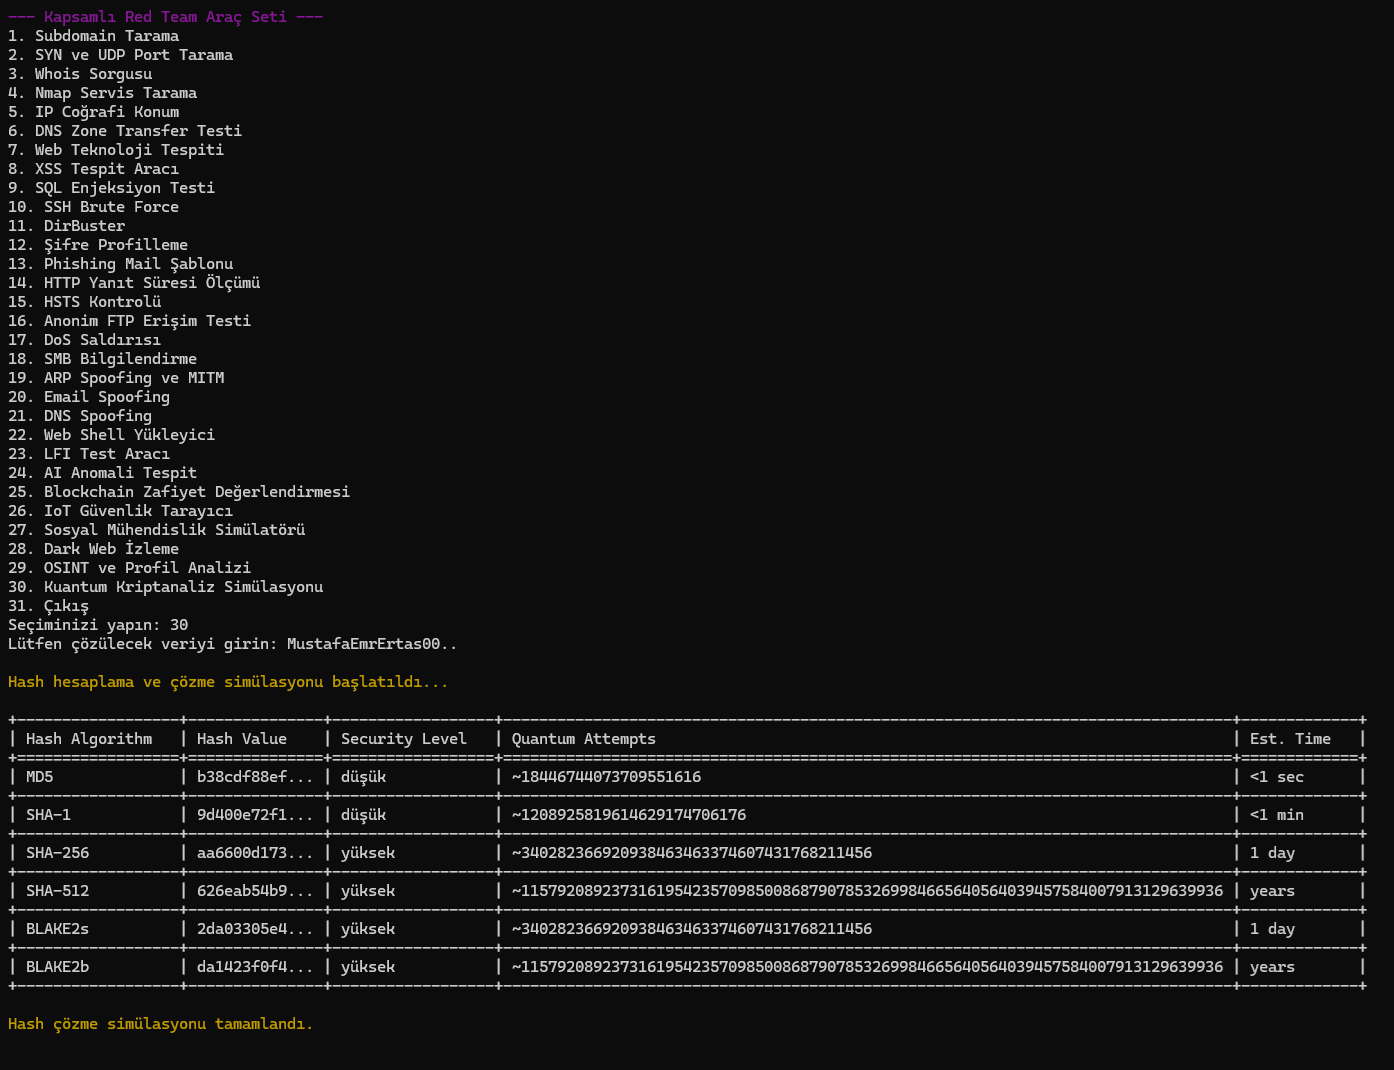 --- Kapsamlı Red Team Araç Seti ---
1. Subdomain Tarama
2. SYN ve UDP Port Tarama
3. Whois Sorgusu
4. Nmap Servis Tarama
5. IP Coğrafi Konum
6. DNS Zone Transfer Testi
7. Web Teknoloji Tespiti
8. XSS Tespit Aracı
9. SQL Enjeksiyon Testi
10. SSH Brute Force
11. DirBuster
12. Şifre Profilleme
13. Phishing Mail Şablonu
14. HTTP Yanıt Süresi Ölçümü
15. HSTS Kontrolü
16. Anonim FTP Erişim Testi
17. DoS Saldırısı
18. SMB Bilgilendirme
19. ARP Spoofing ve MITM
20. Email Spoofing
21. DNS Spoofing
22. Web Shell Yükleyici
23. LFI Test Aracı
24. AI Anomali Tespit
25. Blockchain Zafiyet Değerlendirmesi
26. IoT Güvenlik Tarayıcı
27. Sosyal Mühendislik Simülatörü
28. Dark Web İzleme
29. OSINT ve Profil Analizi
30. Kuantum Kriptanaliz Simülasyonu
31. Çıkış
Seçiminizi yapın: 30
Lütfen çözülecek veriyi girin: MustafaEmrErtas00..
Hash hesaplama ve çözme simülasyonu başlatıldı...
| Hash Algorithm | Hash Value | Security Level | Quantum Attempts | Est. Time |
| MD5 | b38cdf88ef... | düşük | ~18446744073709551616 | <1 sec |
| SHA-1 | 9d400e72f1... | düşük | ~1208925819614629174706176 | <1 min |
| SHA-256 | aa6600d173... | yüksek | ~340282366920938463463374607431768211456 | 1 day |
| SHA-512 | 626eab54b9... | yüksek | ~115792089237316195423570985008687907853269984665640564039457584007913129639936 | years |
| BLAKE2s | 2da03305e4... | yüksek | ~340282366920938463463374607431768211456 | 1 day |
| BLAKE2b | da1423f0f4... | yüksek | ~115792089237316195423570985008687907853269984665640564039457584007913129639936 | years |
Hash çözme simülasyonu tamamlandı.